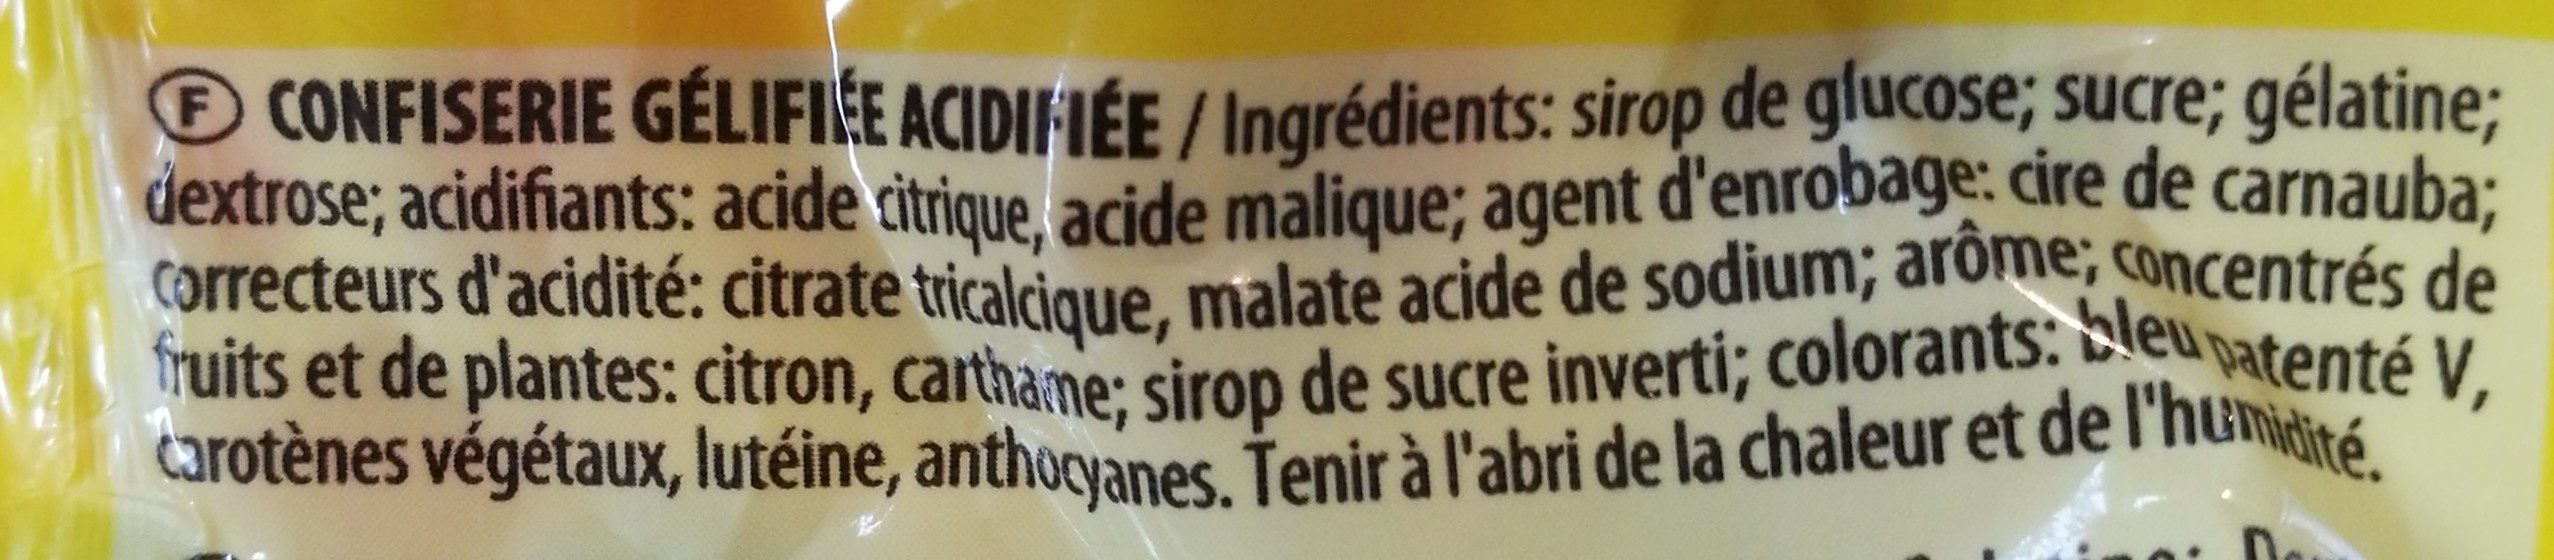 F CONFISERIE GÉLIFIÉE ACIDIFIÉE / Ingrédients: sirop de glucose; sucre; gélatine;
dextrose; acidifiants: acide citrique, acide malique; agent d'enrobage: cire de carnauba;
correcteurs d'acidité: citrate tricalcique, malate acide de sodium; arôme; concentrés de
fruits et de plantes: citron, carthame; sirop de sucre inverti; colorants: bleu patenté V,
carotènes végétaux, lutéine, anthocyanes. Tenir à l'abri de la chaleur et de l'humidité.